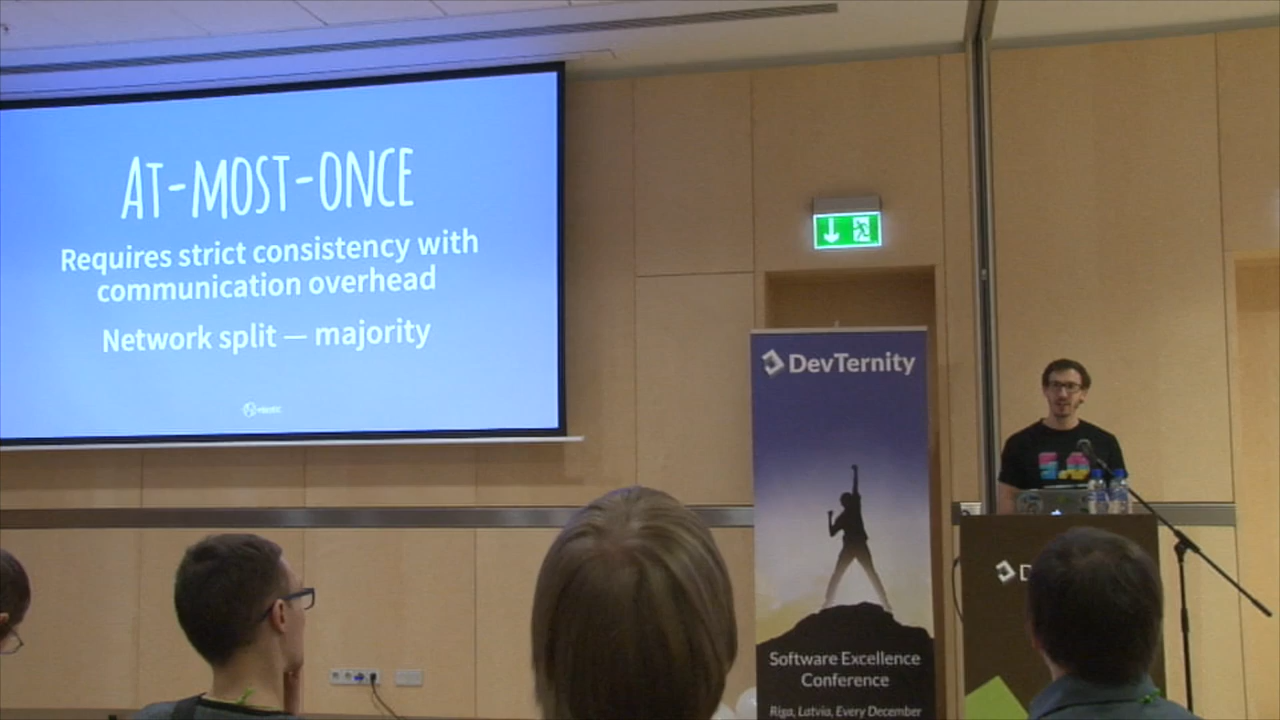 AT-MOST-ONCE
Requires strict consistency with
communication overhead
Network split — majority
DevTernity
Software Excellence
Conference
Riga, Latvia, Every December
D